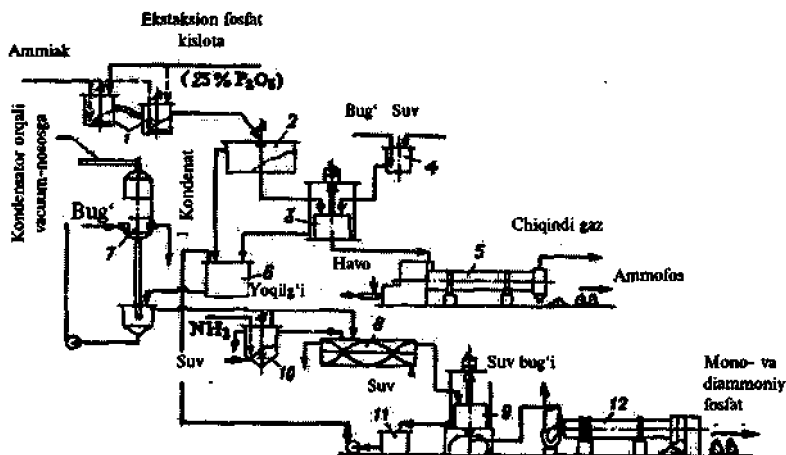 Ekstaksion fosfat
kislota
Ammiak
(25% P₂O₅)
Kondensator orqali
vacuum-nososga
1
2
Bug' Suv
4
Kondenat
Bug'
7
3
Chiqindi gaz
5
Havo
Ammofos
6
Yoqilg'i
NH₃
8
Suv
10
Suv
Suv bug'i
9
11
12
Mono- va
diammoniy
fosfat